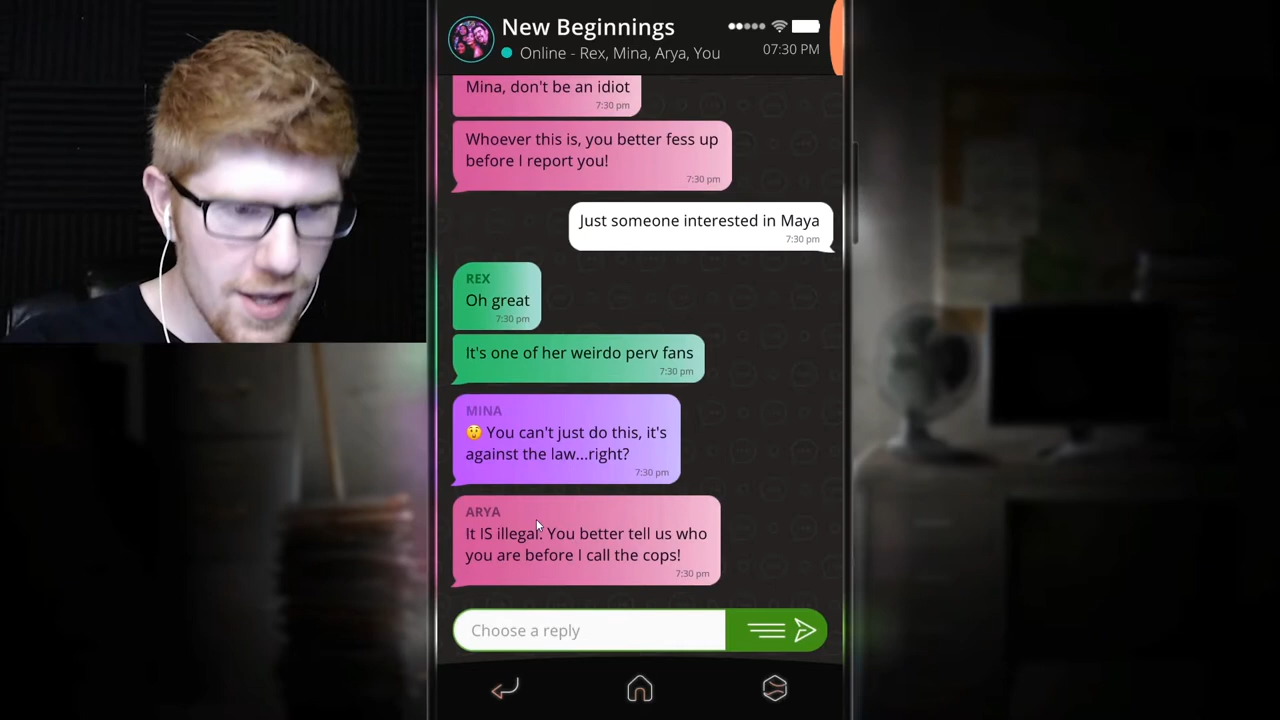 New Beginnings
Online - Rex, Mina, Arya, You
07:30 PM
Mina, don't be an idiot
7:30 pm
Whoever this is, you better fess up
before I report you!
7:30 pm
Just someone interested in Maya
7:30 pm
REX
Oh great
7:30 pm
It's one of her weirdo perv fans
7:30 pm
MINA
😲 You can't just do this, it's
against the law...right?
7:30 pm
ARYA
It IS illegal. You better tell us who
you are before I call the cops!
7:30 pm
Choose a reply